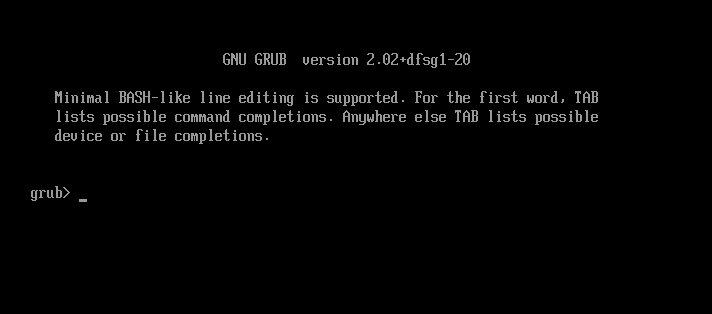 GNU GRUB  version 2.02+dfsg1-20
Minimal BASH-like line editing is supported. For the first word, TAB
lists possible command completions. Anywhere else TAB lists possible
device or file completions.
grub> _